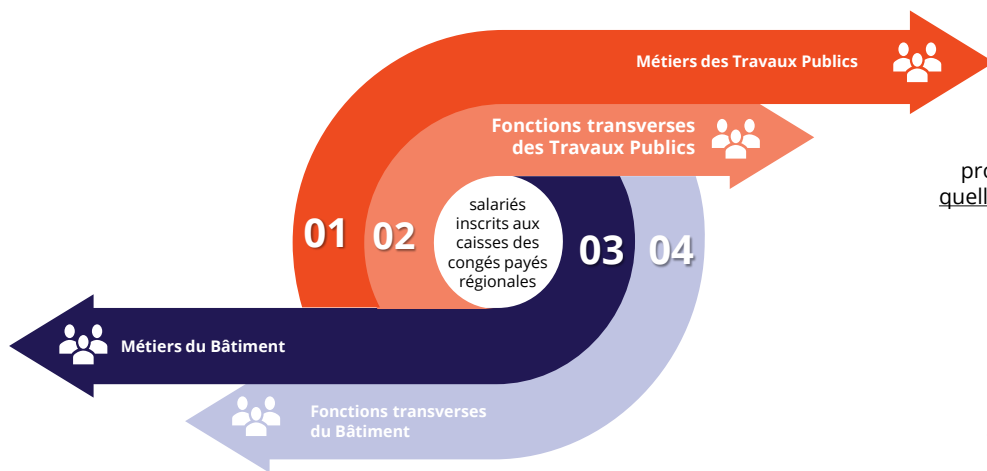 Métiers des Travaux Publics
Fonctions transverses
des Travaux Publics
salariés
inscrits aux
caisses des
congés payés
régionales
01
02
03
04
Métiers du Bâtiment
Fonctions transverses
du Bâtiment